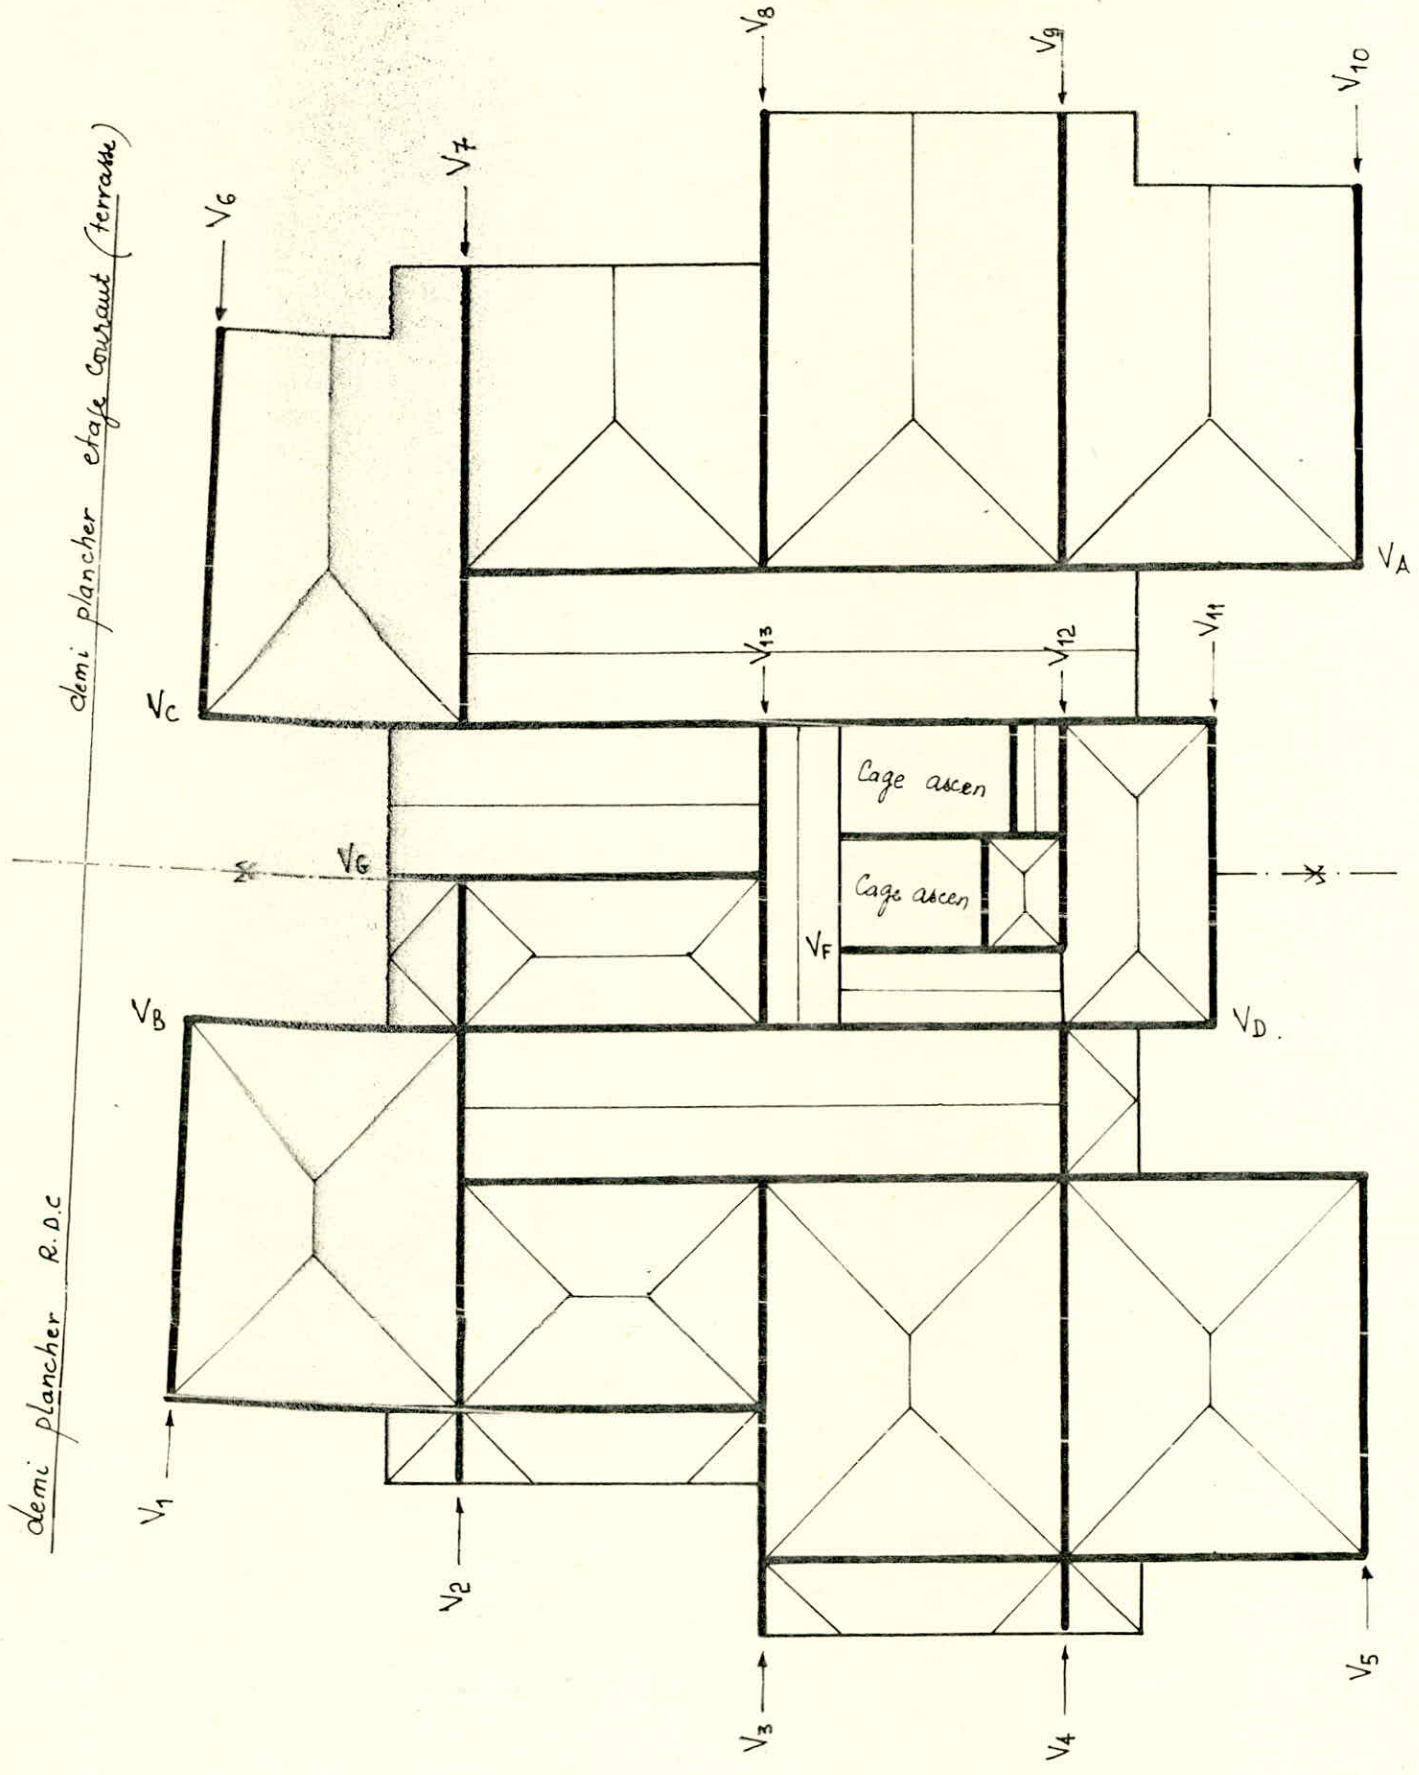 demi plancher R.D.C
demi plancher etaje courant (terrasse)
V6
V7
V8
V9
V10
VC
V13
V12
V11
VA
Cage ascen
VG
Cage ascen
VF
VB
VD.
V1
V2
V3
V4
V5